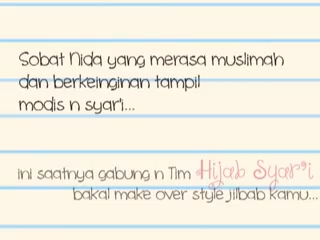 Sobat Nida yang merasa muslimah
dan berkeinginan tampil
modis n syar'i...
ini saatnya gabung n Tim Hijab Syar'i
bakal make over style jilbab kamu...